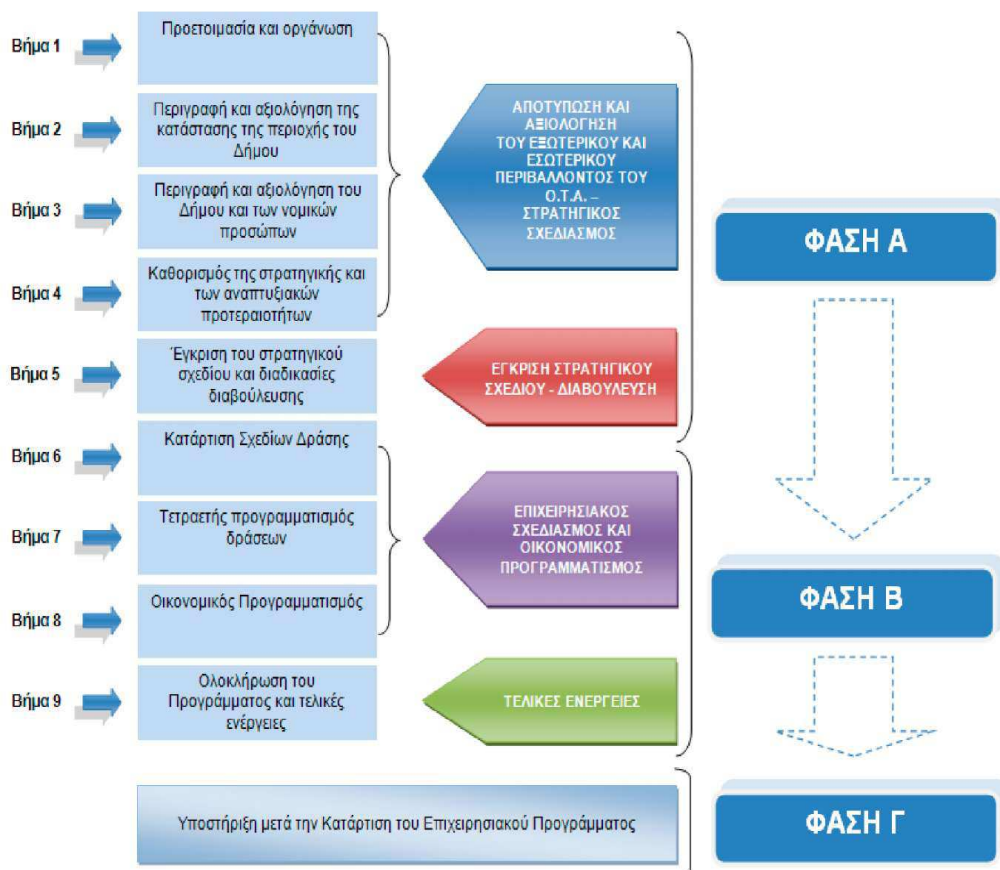 Βήμα 1
Προετοιμασία και οργάνωση
Βήμα 2
Περιγραφή και αξιολόγηση της
κατάστασης της περιοχής του
Δήμου
Βήμα 3
Περιγραφή και αξιολόγηση του
Δήμου και των νομικών
προσώπων
Βήμα 4
Καθορισμός της στρατηγικής και
των αναπτυξιακών
προτεραιοτήτων
ΑΠΟΤΥΠΩΣΗ ΚΑΙ
ΑΞΙΟΛΟΓΗΣΗ
ΤΟΥ ΕΞΩΤΕΡΙΚΟΥ ΚΑΙ
ΕΣΩΤΕΡΙΚΟΥ
ΠΕΡΙΒΑΛΛΟΝΤΟΣ ΤΟΥ
Ο.Τ.Α. –
ΣΤΡΑΤΗΓΙΚΟΣ
ΣΧΕΔΙΑΣΜΟΣ
Βήμα 5
Έγκριση του στρατηγικού
σχεδίου και διαδικασίες
διαβούλευσης
ΕΓΚΡΙΣΗ ΣΤΡΑΤΗΓΙΚΟΥ
ΣΧΕΔΙΟΥ - ΔΙΑΒΟΥΛΕΥΣΗ
ΦΑΣΗ Α
Βήμα 6
Κατάρτιση Σχεδίων Δράσης
Βήμα 7
Τετραετής προγραμματισμός
δράσεων
Βήμα 8
Οικονομικός Προγραμματισμός
ΕΠΙΧΕΙΡΗΣΙΑΚΟΣ
ΣΧΕΔΙΑΣΜΟΣ ΚΑΙ
ΟΙΚΟΝΟΜΙΚΟΣ
ΠΡΟΓΡΑΜΜΑΤΙΣΜΟΣ
Βήμα 9
Ολοκλήρωση του
Προγράμματος και τελικές
ενέργειες
ΤΕΛΙΚΕΣ ΕΝΕΡΓΕΙΕΣ
ΦΑΣΗ Β
Υποστήριξη μετά την Κατάρτιση του Επιχειρησιακού Προγράμματος
ΦΑΣΗ Γ